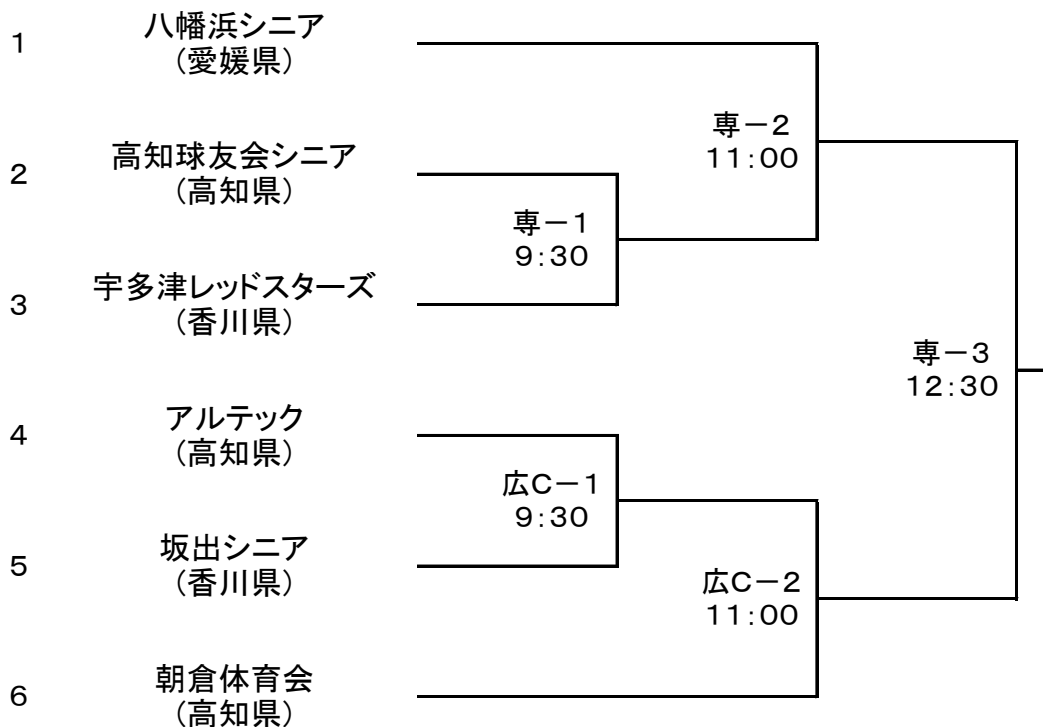 1
八幡浜シニア
(愛媛県)
専－2
11:00
2
高知球友会シニア
(高知県)
専－1
9:30
3
宇多津レッドスターズ
(香川県)
専－3
12:30
4
アルテック
(高知県)
広C－1
9:30
5
坂出シニア
(香川県)
広C－2
11:00
6
朝倉体育会
(高知県)